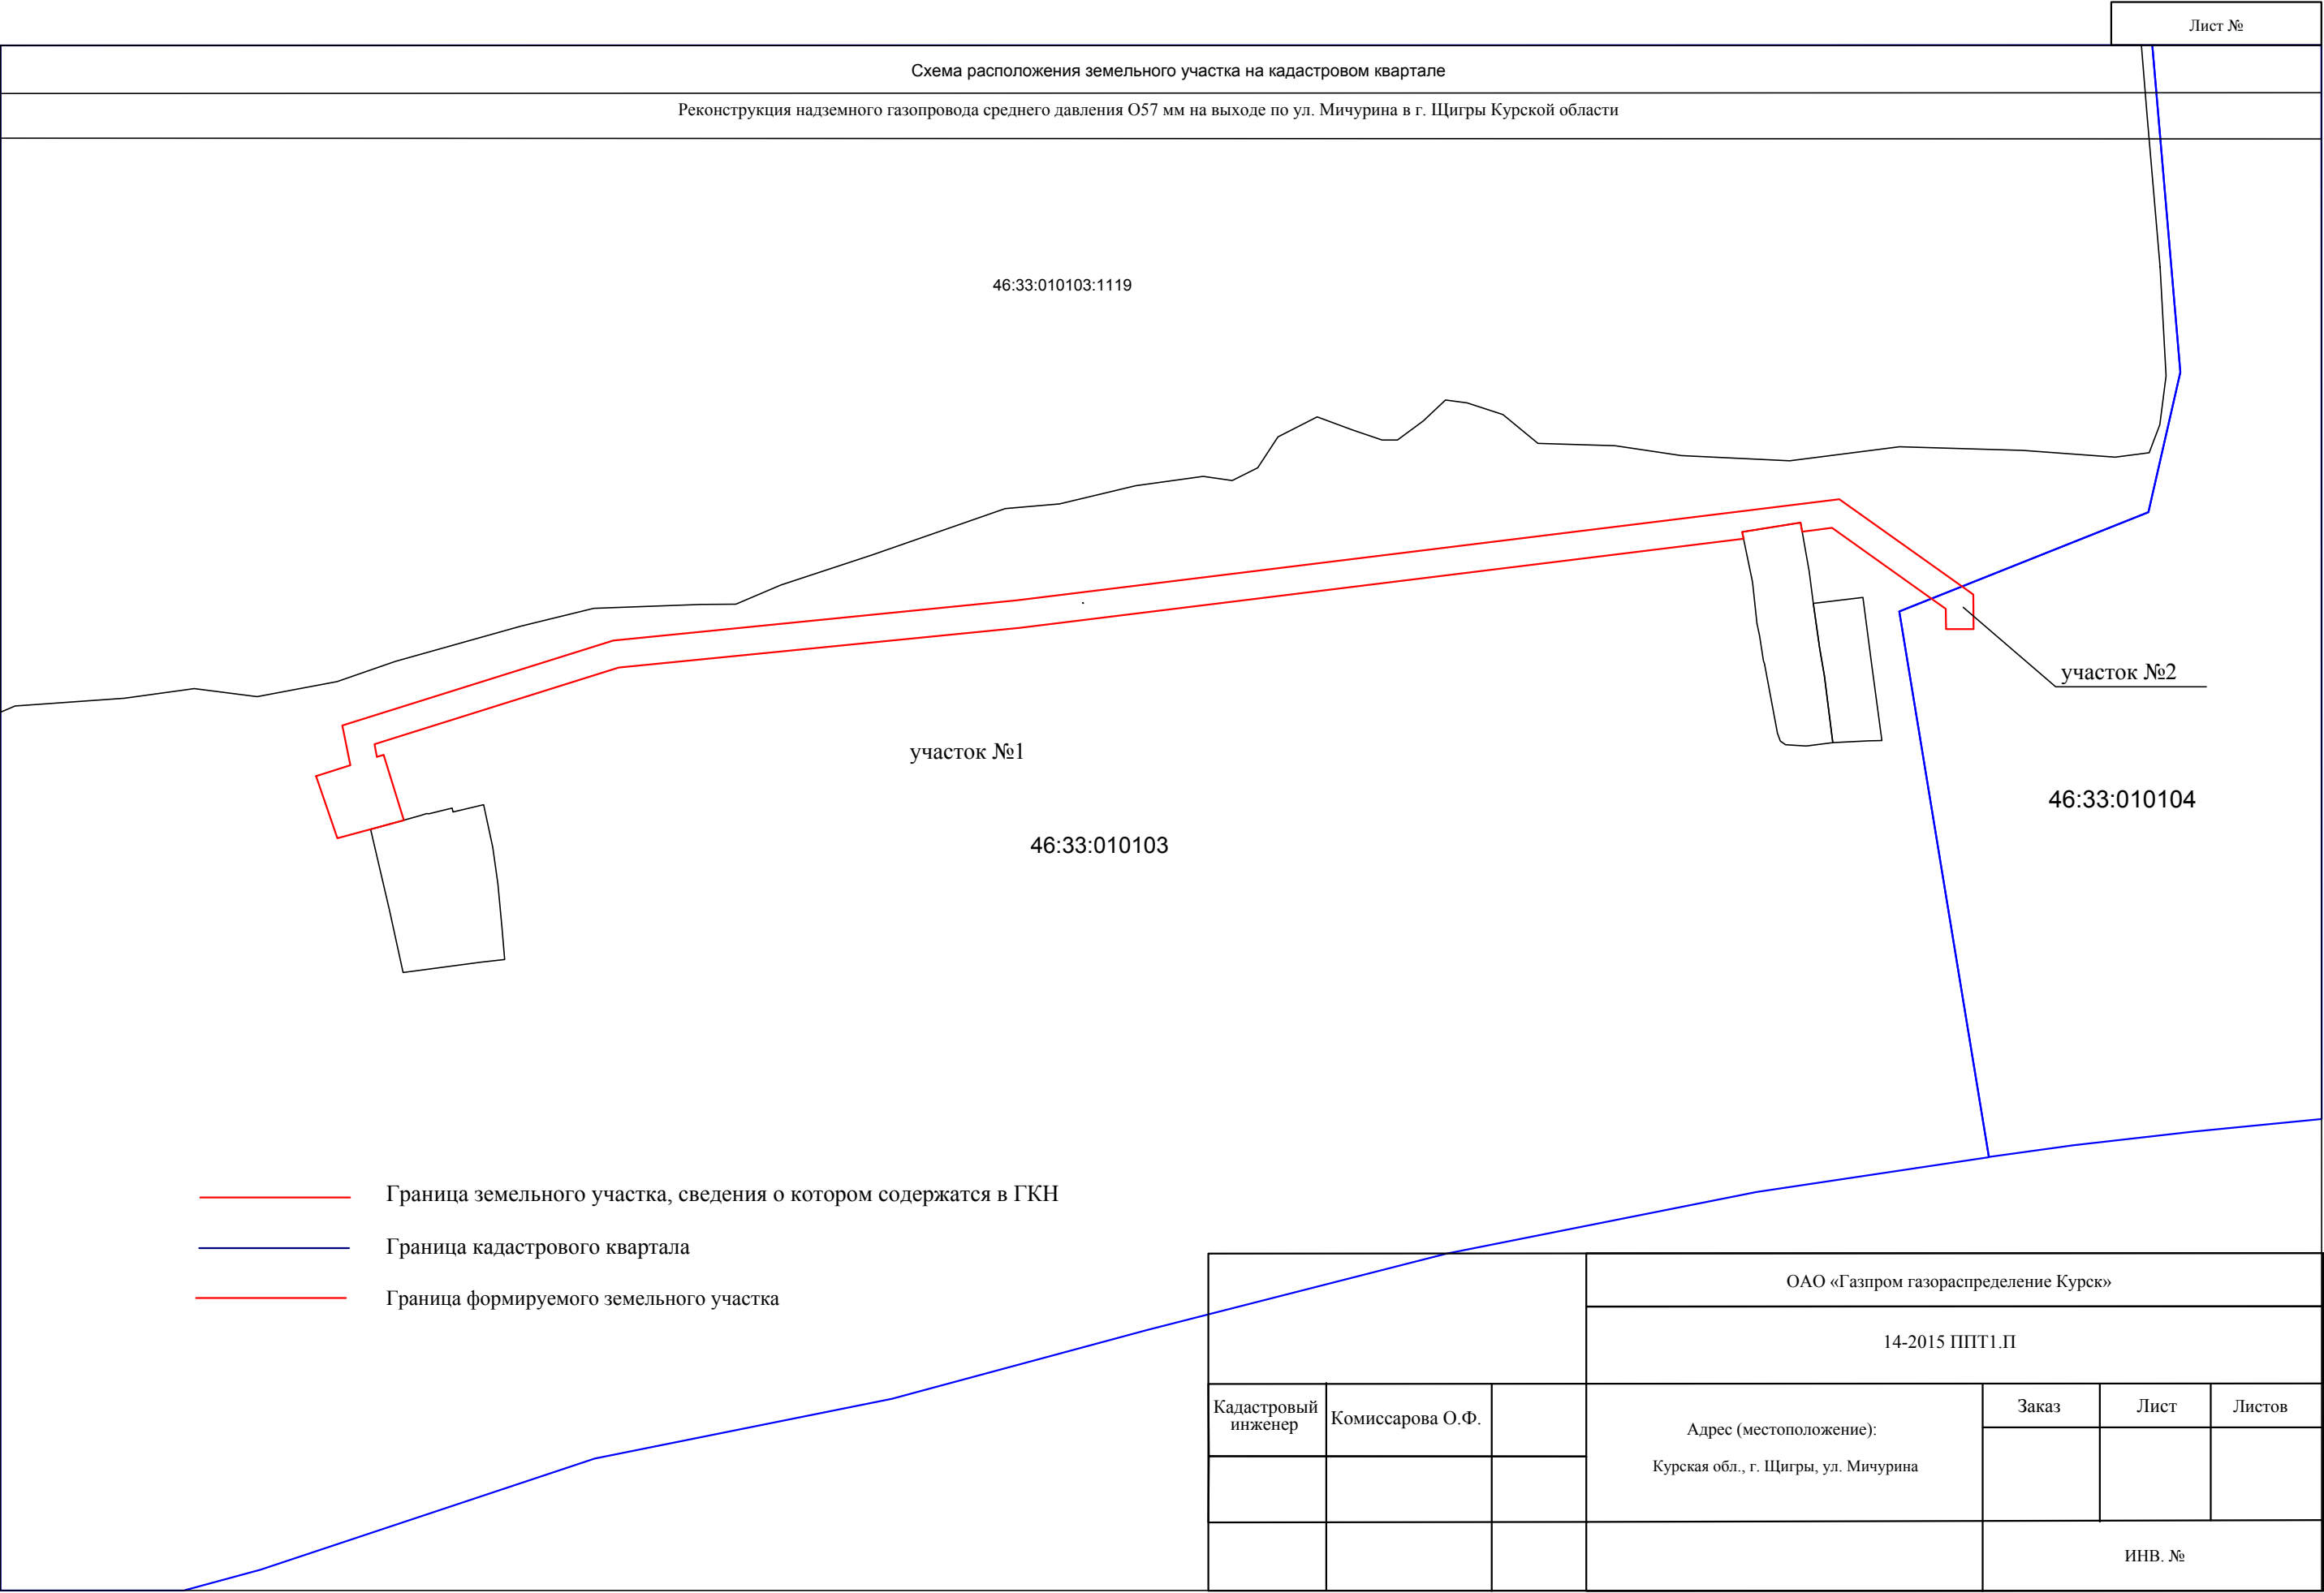 Лист №
Схема расположения земельного участка на кадастровом квартале
Реконструкция надземного газопровода среднего давления О57 мм на выходе по ул. Мичурина в г. Щигры Курской области
46:33:010103:1119
участок №2
участок №1
46:33:010104
46:33:010103
Граница земельного участка, сведения о котором содержатся в ГКН
Граница кадастрового квартала
Граница формируемого земельного участка
ОАО «Газпром газораспределение Курск»
14-2015 ППТ1.П
Кадастровый
инженер
Комиссарова О.Ф.
Адрес (местоположение):
Курская обл., г. Щигры, ул. Мичурина
Заказ
Лист
Листов
ИНВ. №